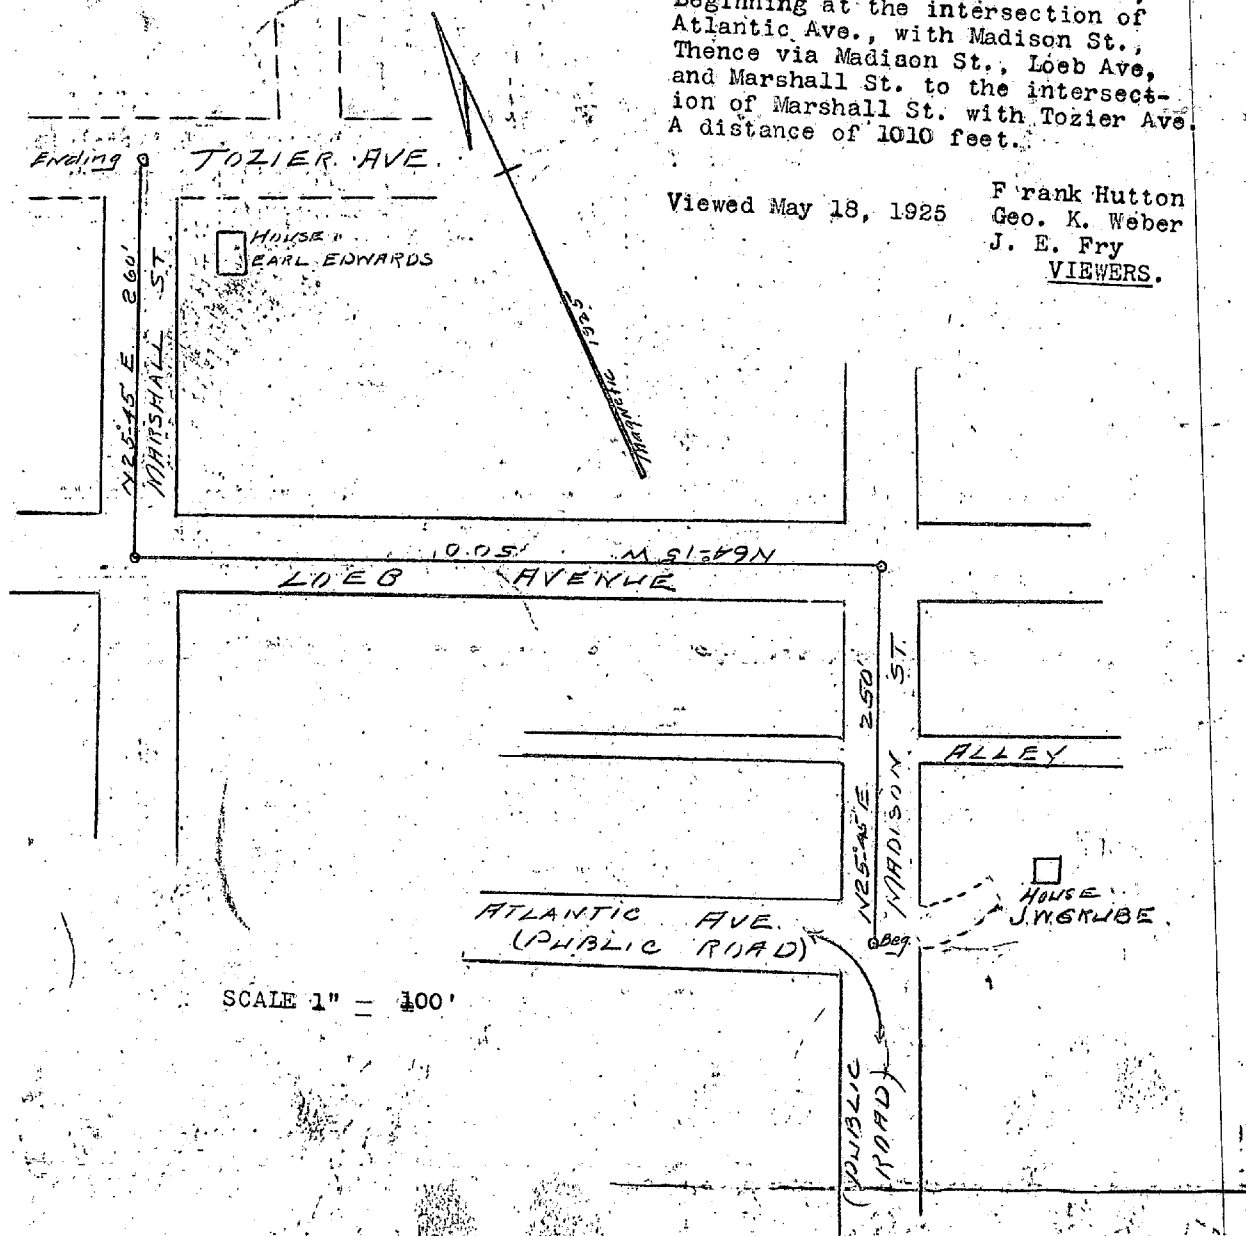 Beginning at the intersection of
Atlantic Ave., with Madison St.,
Thence via Madison St., Loeb Ave,
and Marshall St. to the intersect-
ion of Marshall St. with Tozier Ave.
A distance of 1010 feet.
Viewed May 18, 1925
F rank Hutton
Geo. K. Weber
J. E. Fry
VIEWERS.
Ending
TOZIER. AVE.
HOUSE
EARL EDWARDS
N25°-45' E 260'
MARSHALL ST
Magnetic 1925
N64°-15' W 500'
LOEB AVENUE
N25°-45' E 250'
MADISON ST.
ALLEY
HOUSE
ATLANTIC AVE.
(PUBLIC ROAD)
Beg.
SCALE 1" = 100'
(PUBLIC
ROAD)